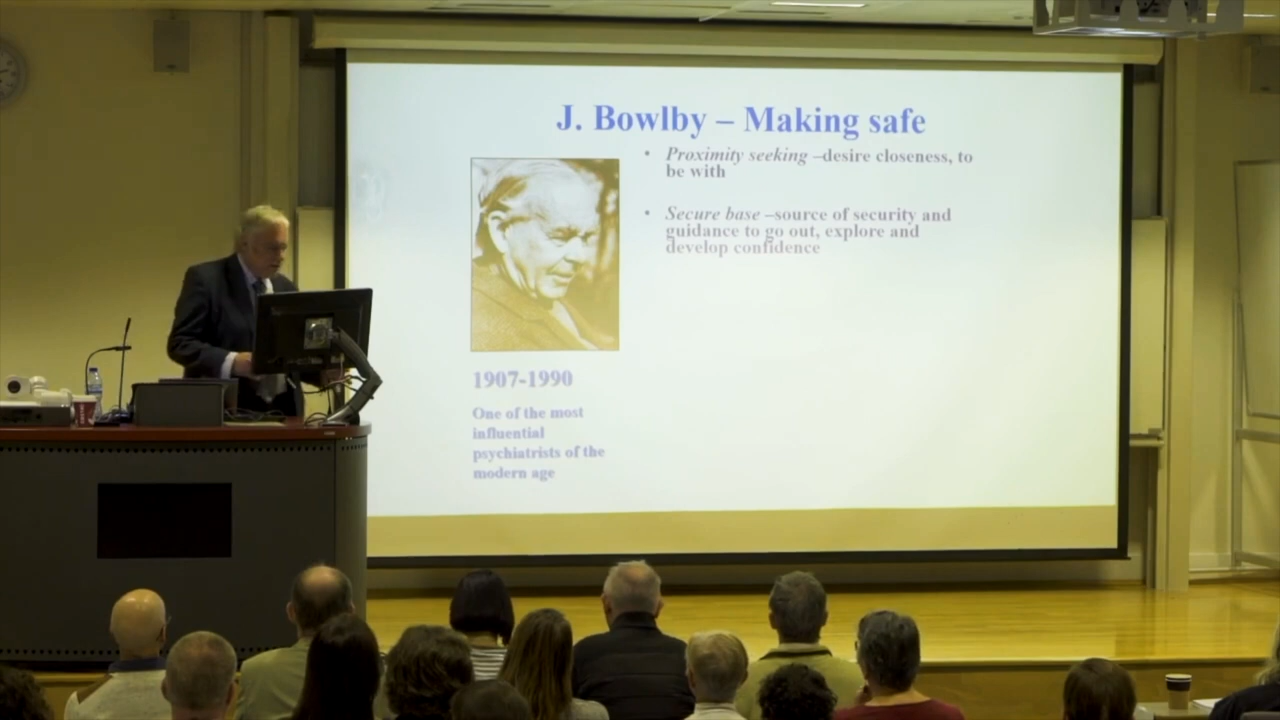 J. Bowlby – Making safe
• Proximity seeking –desire closeness, to
be with
• Secure base –source of security and
guidance to go out, explore and
develop confidence
1907-1990
One of the most
influential
psychiatrists of the
modern age